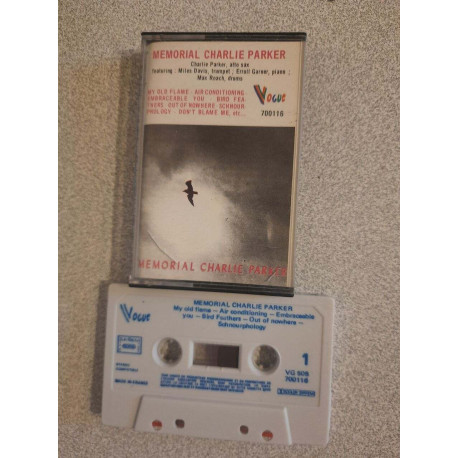 MEMORIAL CHARLIE PARKER
Charlie Parker, alto sax
featuring : Miles Davis, trumpet ; Erroll Garner, piano ;
Max Roach, drums
MY OLD FLAME - AIR CONDITIONING -
EMBRACEABLE YOU - BIRD FEA
THERS OUT OF NOWHERE SCHNOUR
PHOLOGY - DON'T BLAME ME, etc...
VOGUE
700116
MEMORIAL CHARLIE PARKER
VOGUE
MEMORIAL CHARLIE PARKER
My old flame - Air conditioning - Embraceable
you - Bird Feathers - Out of nowhere -
Schnourphology
1
STEREO
VG 505
700116
MADE IN FRANCE